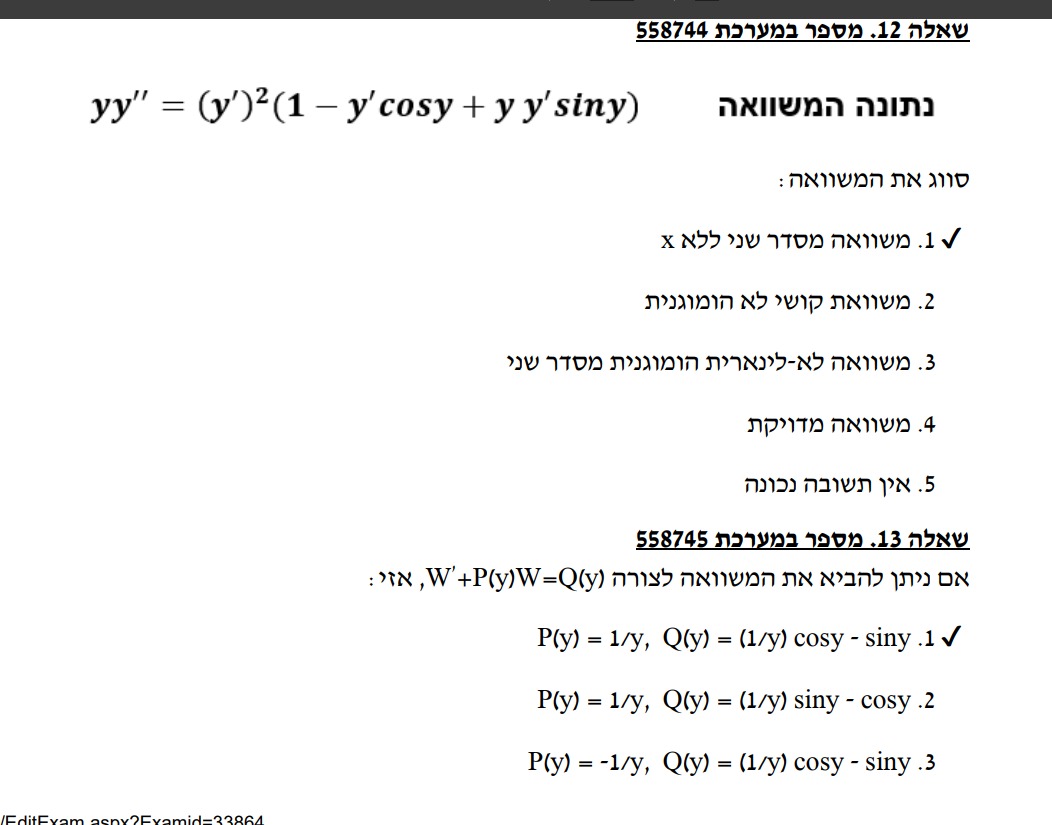 שאלה 12. מספר במערכת 558744
נתונה המשוואה yy'' = (y')²(1 − y'cosy + y y'siny)
סווג את המשוואה:
✓ 1. משוואה מסדר שני ללא x
2. משוואת קושי לא הומוגנית
3. משוואה לא-לינארית הומוגנית מסדר שני
4. משוואה מדויקת
5. אין תשובה נכונה
שאלה 13. מספר במערכת 558745
אם ניתן להביא את המשוואה לצורה W'+P(y)W=Q(y), אזי:
✓ 1. P(y) = 1/y, Q(y) = (1/y) cosy - siny
2. P(y) = 1/y, Q(y) = (1/y) siny - cosy
3. P(y) = -1/y, Q(y) = (1/y) cosy - siny
/EditExam.aspx?Examid=33864